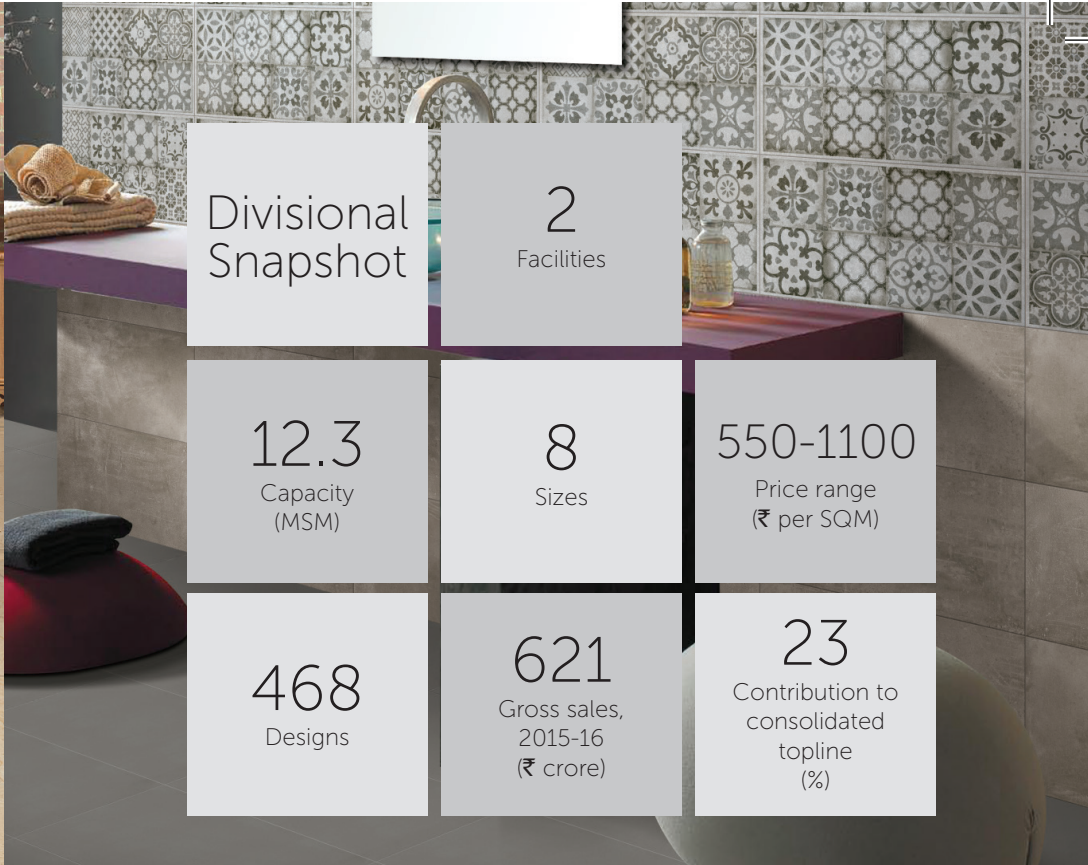 Divisional
Snapshot
2
Facilities
12.3
Capacity
(MSM)
8
Sizes
550-1100
Price range
(₹ per SQM)
468
Designs
621
Gross sales,
2015-16
(₹ crore)
23
Contribution to
consolidated
topline
(%)